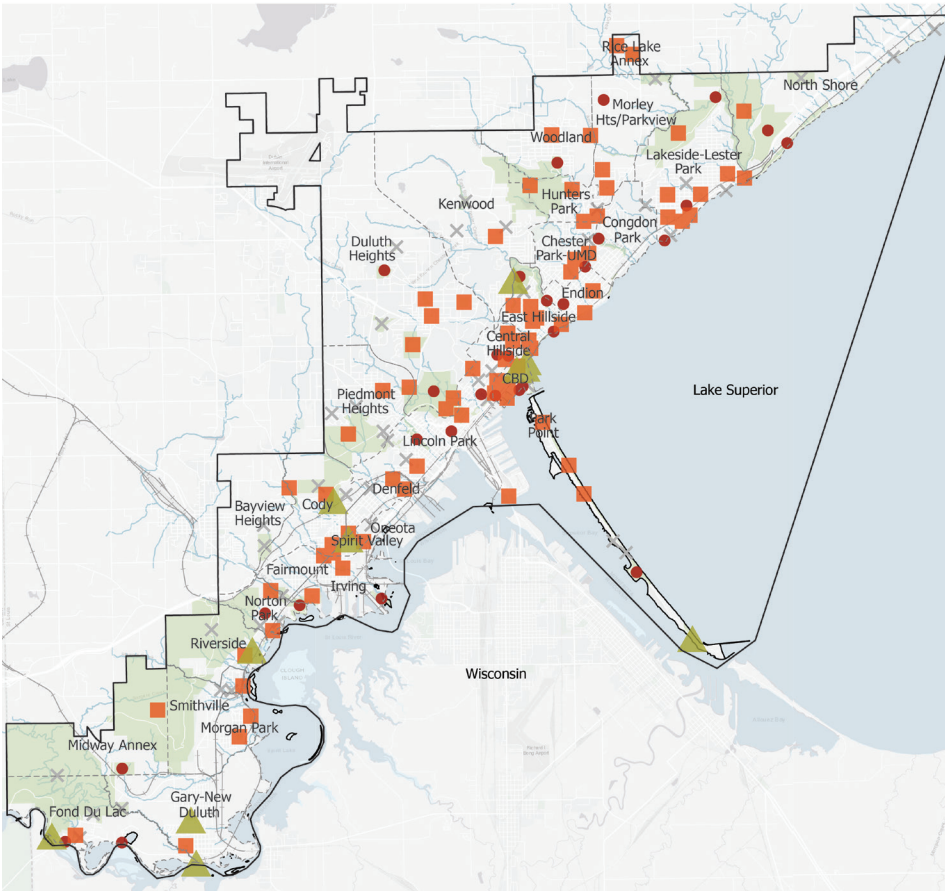 Rice Lake
Annex
North Shore
Morley
Hts/Parkview
Woodland
Lakeside-Lester
Park
Hunters
Park
Kenwood
Congdon
Park
Chester
Park-UMD
Duluth
Heights
Endion
East Hillside
Central
Hillside
CBD
Lake Superior
Piedmont
Heights
Park
Point
Lincoln Park
Denfeld
Cody
Bayview
Heights
Oneota
Spirit Valley
Fairmount
Irving
Norton
Park
Riverside
Wisconsin
Smithville
Morgan Park
Midway Annex
Gary-New
Duluth
Fond Du Lac